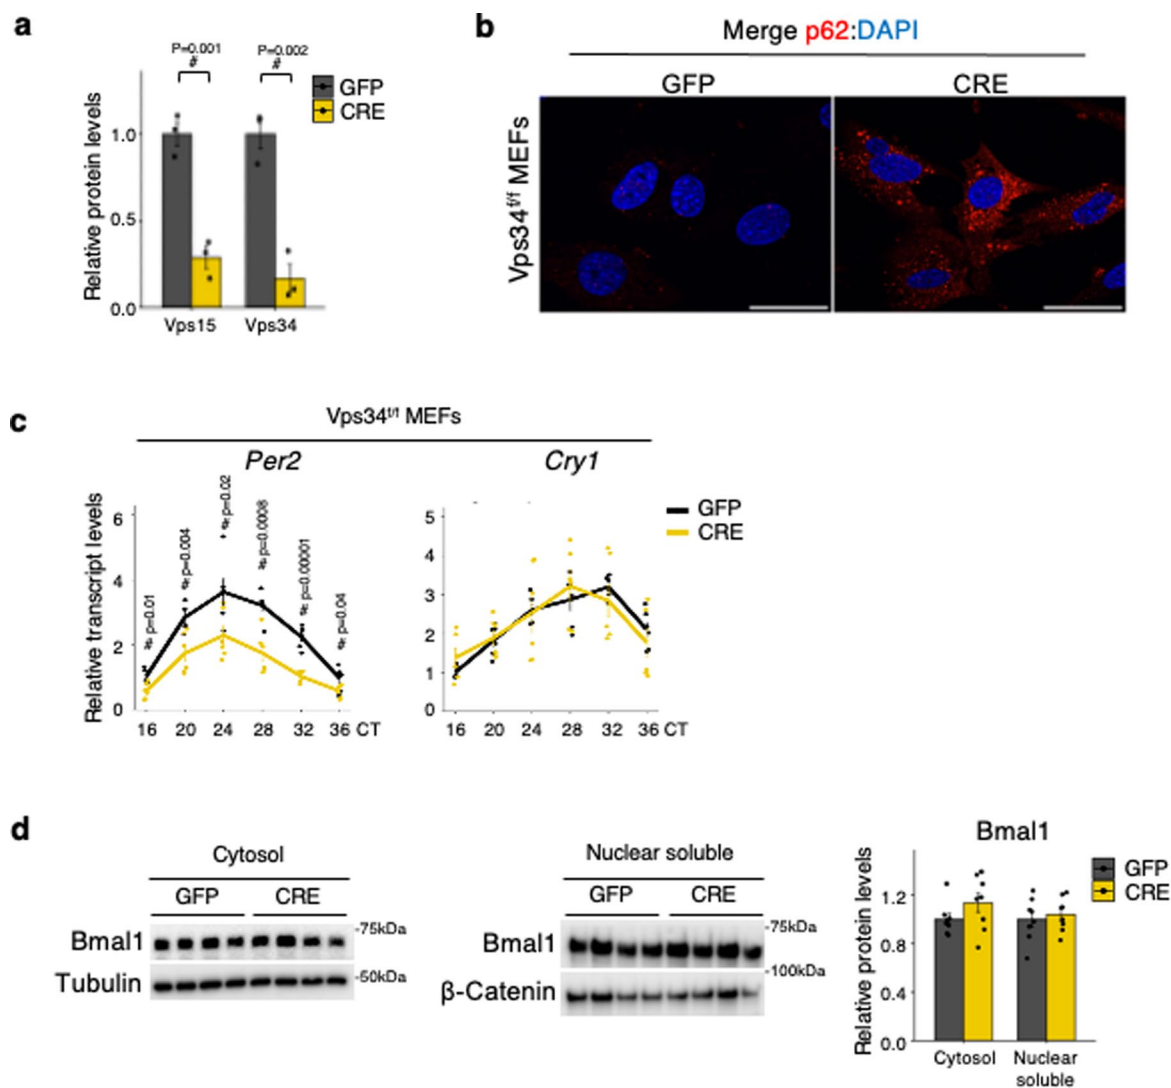 a
P=0.001
#
P=0.002
#
GFP
CRE
Relative protein levels
1.0
0.5
0.0
Vps15
Vps34
b
Merge p62:DAPI
GFP
CRE
Vps34f/f MEFs
c
Vps34f/f MEFs
Per2
Cry1
Relative transcript levels
6
4
2
0
# p=0.01
# p=0.004
# p=0.02
# p=0.0008
# p=0.00001
# p=0.04
16 20 24 28 32 36 CT
5
4
3
2
1
0
16 20 24 28 32 36 CT
GFP
CRE
d
Cytosol
GFP CRE
Bmal1
-75kDa
Tubulin
-50kDa
Nuclear soluble
GFP CRE
Bmal1
-75kDa
-100kDa
β-Catenin
Bmal1
GFP
CRE
Relative protein levels
1.2
0.8
0.4
0.0
Cytosol
Nuclear
soluble